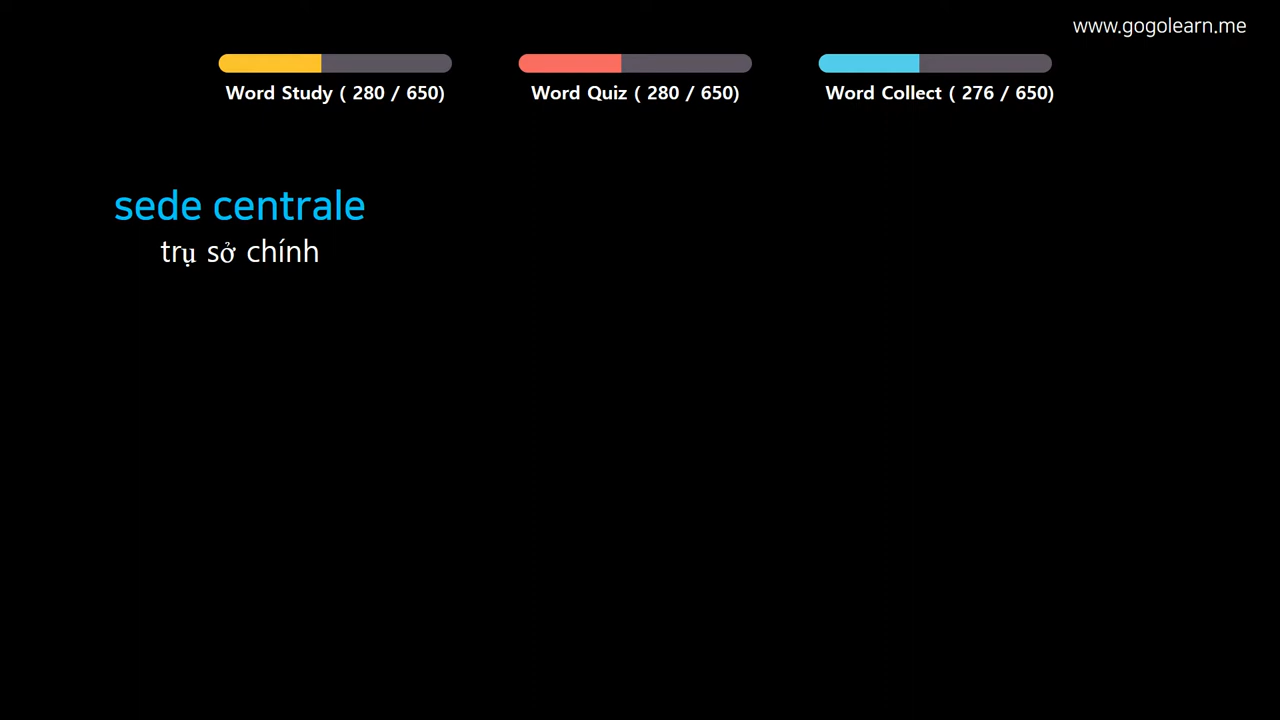 www.gogolearn.me
Word Study ( 280 / 650)
Word Quiz ( 280 / 650)
Word Collect ( 276 / 650)
sede centrale
trụ sở chính